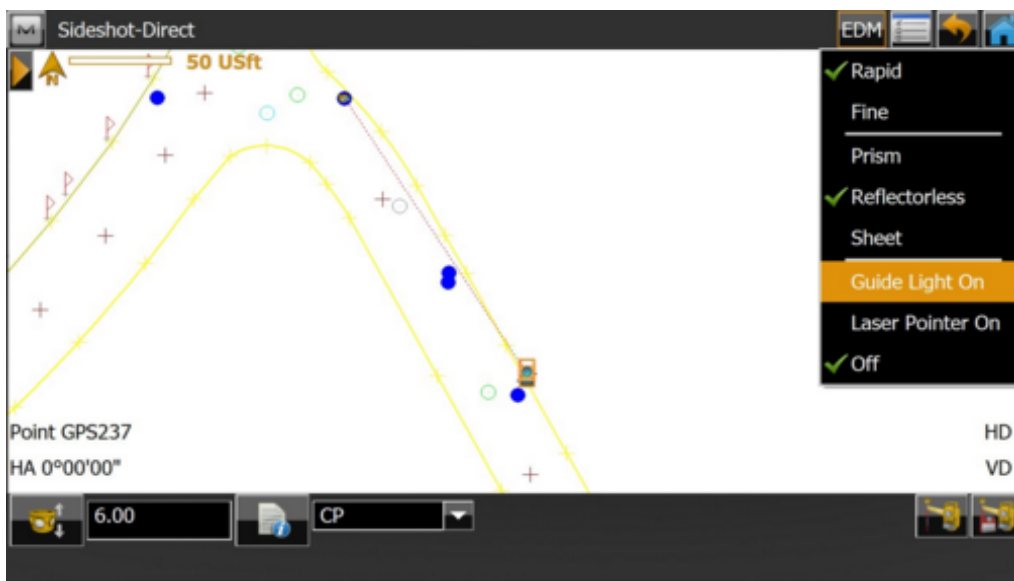 Sideshot-Direct
EDM
N
50 USft
Rapid
Fine
Prism
Reflectorless
Sheet
Guide Light On
Laser Pointer On
Off
Point GPS237
HD
HA 0°00'00"
VD
6.00
CP